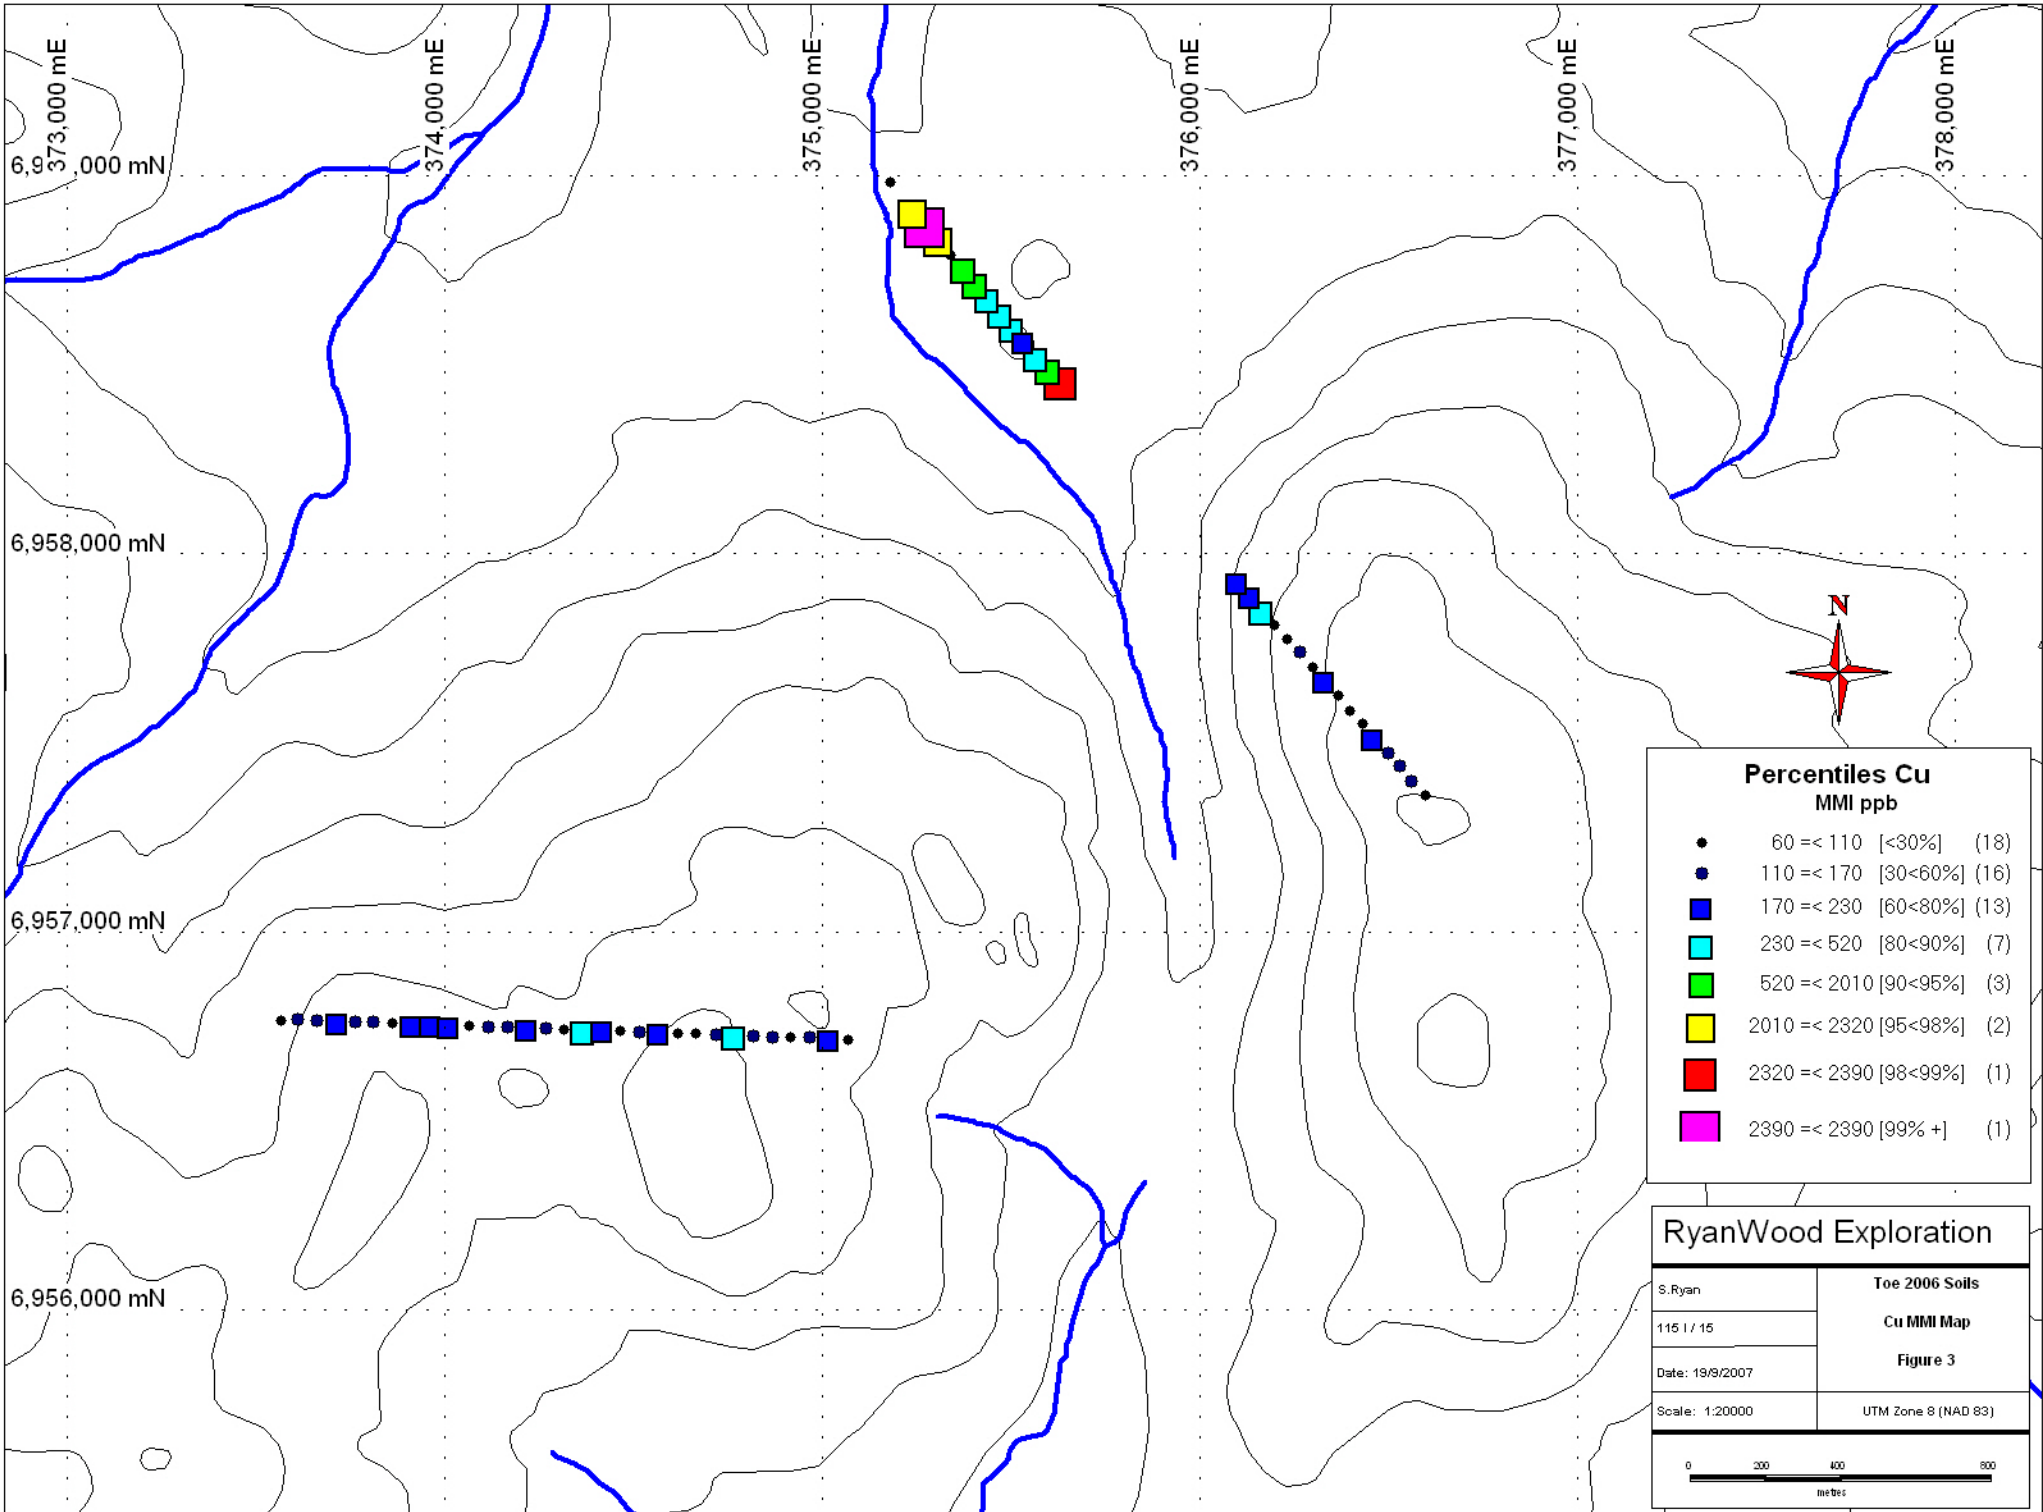 373,000 mE
374,000 mE
375,000 mE
376,000 mE
377,000 mE
378,000 mE
6,958,000 mN
6,957,000 mN
6,956,000 mN
N
Percentiles Cu
MMI ppb
60 =< 110 [<30%] (18)
110 =< 170 [30<60%] (16)
170 =< 230 [60<80%] (13)
230 =< 520 [80<90%] (7)
520 =< 2010 [90<95%] (3)
2010 =< 2320 [95<98%] (2)
2320 =< 2390 [98<99%] (1)
2390 =< 2390 [99% +] (1)
RyanWood Exploration
S.Ryan
115 I / 15
Date: 19/9/2007
Scale: 1:20000
Toe 2006 Soils
Cu MMI Map
Figure 3
UTM Zone 8 (NAD 83)
0 200 400 800
metres